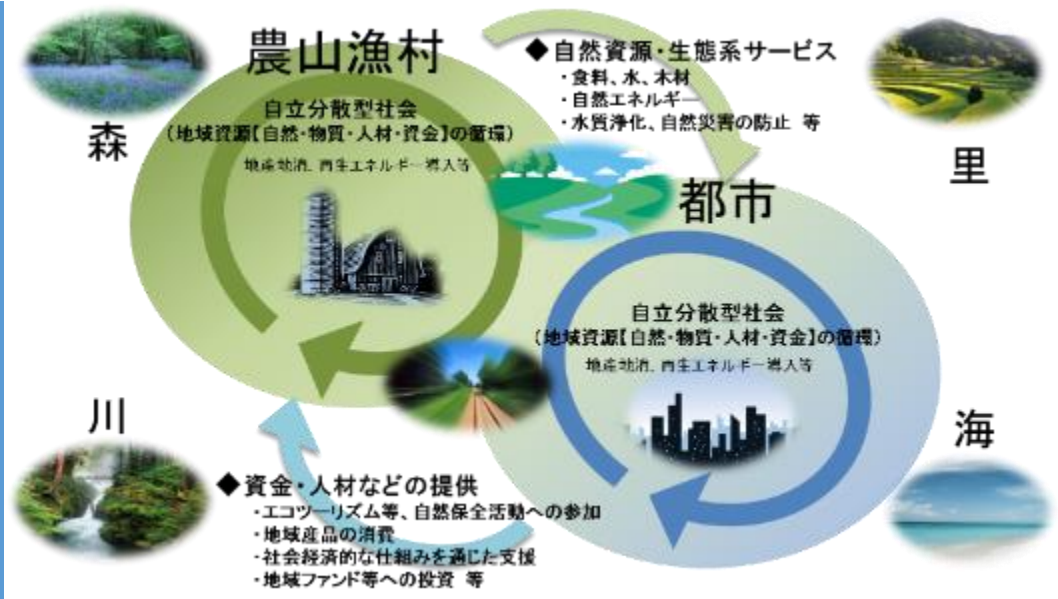 農山漁村
自立分散型社会
(地域資源【自然・物質・人材・資金】の循環)
地産地消、再生エネルギー導入等
◆自然資源・生態系サービス
・食料、水、木材
・自然エネルギー
・水質浄化、自然災害の防止 等
森
里
都市
自立分散型社会
(地域資源【自然・物質・人材・資金】の循環)
地産地消、再生エネルギー導入等
川
海
◆資金・人材などの提供
・エコツーリズム等、自然保全活動への参加
・地域産品の消費
・社会経済的な仕組みを通じた支援
・地域ファンド等への投資 等